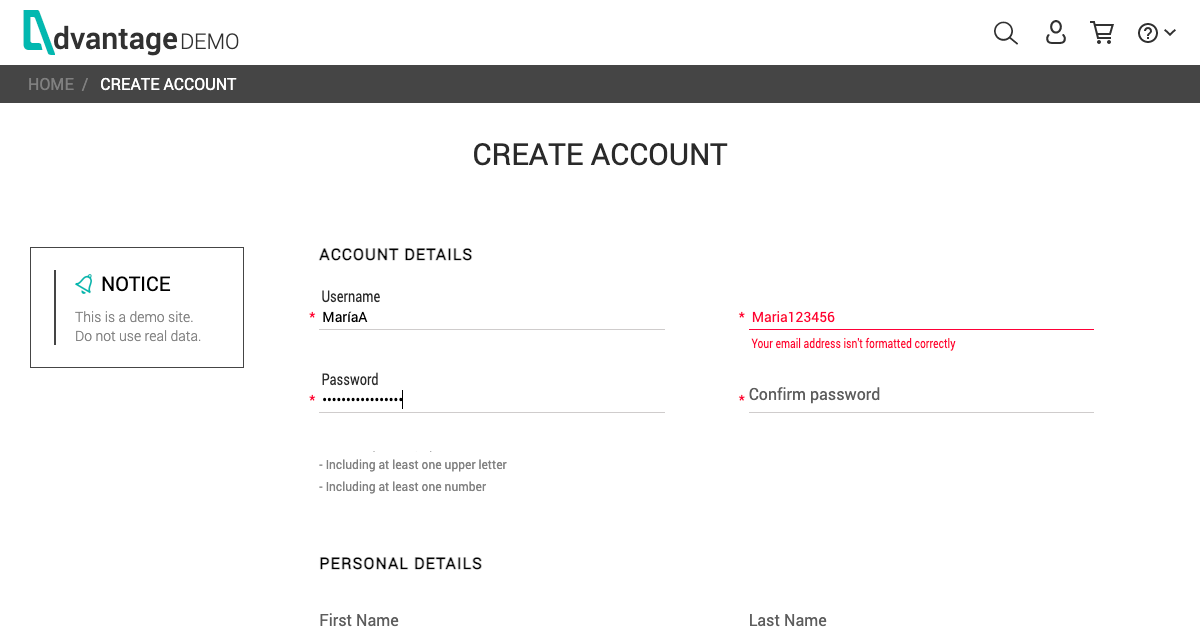 dvantage DEMO
HOME / CREATE ACCOUNT
CREATE ACCOUNT
NOTICE
This is a demo site.
Do not use real data.
ACCOUNT DETAILS
Username
* MaríaA
* Maria123456
Your email address isn't formatted correctly
Password
* •••••••••••••••••
* Confirm password
- Including at least one upper letter
- Including at least one number
PERSONAL DETAILS
First Name
Last Name